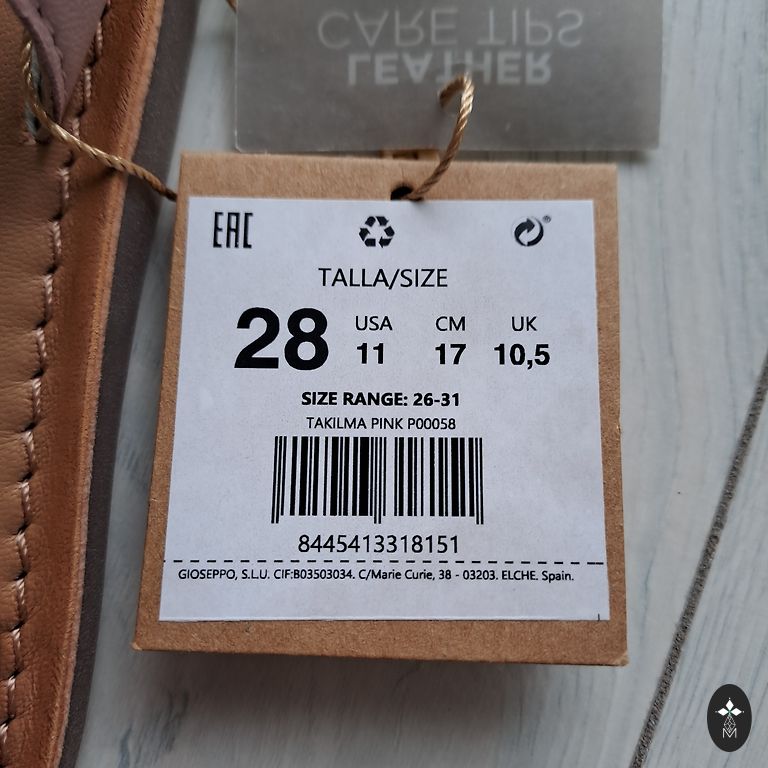 CARE TIPS
LEATHER
EAC
TALLA/SIZE
28
USA CM UK
11 17 10,5
SIZE RANGE: 26-31
TAKILMA PINK P00058
8445413318151
GIOSEPPO, S.L.U. CIF:B03503034. C/Marie Curie, 38 - 03203. ELCHE. Spain.
M